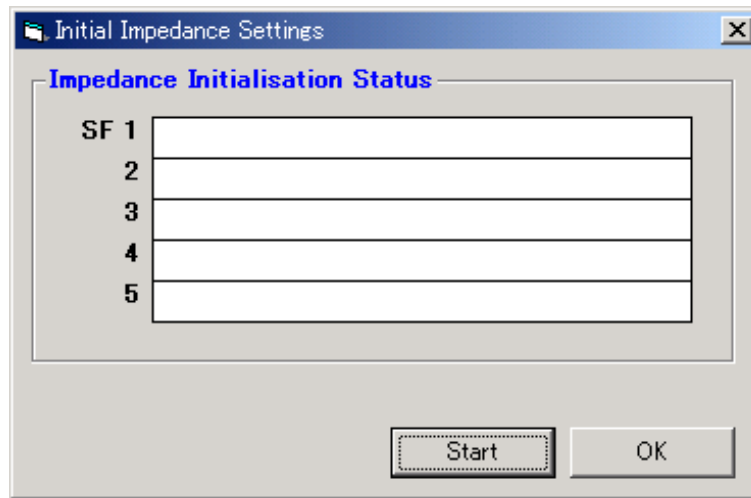 Initial Impedance Settings
Impedance Initialisation Status
SF 1
2
3
4
5
Start OK